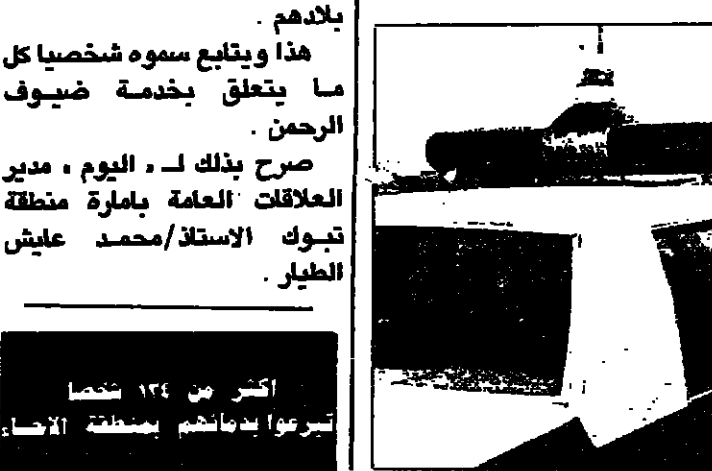 بلادهم .
هذا ويتابع سموه شخصيا كل
ما يتعلق بخدمة ضيوف
الرحمن .
صرح بذلك لـ « اليوم » مدير
العلاقات العامة بامارة منطقة
تبوك الاستاذ/محمد عايش
الطيار .
اكثر من ١٢٤ شخصا
تبرعوا بدمائهم بمنطقة الاحساء